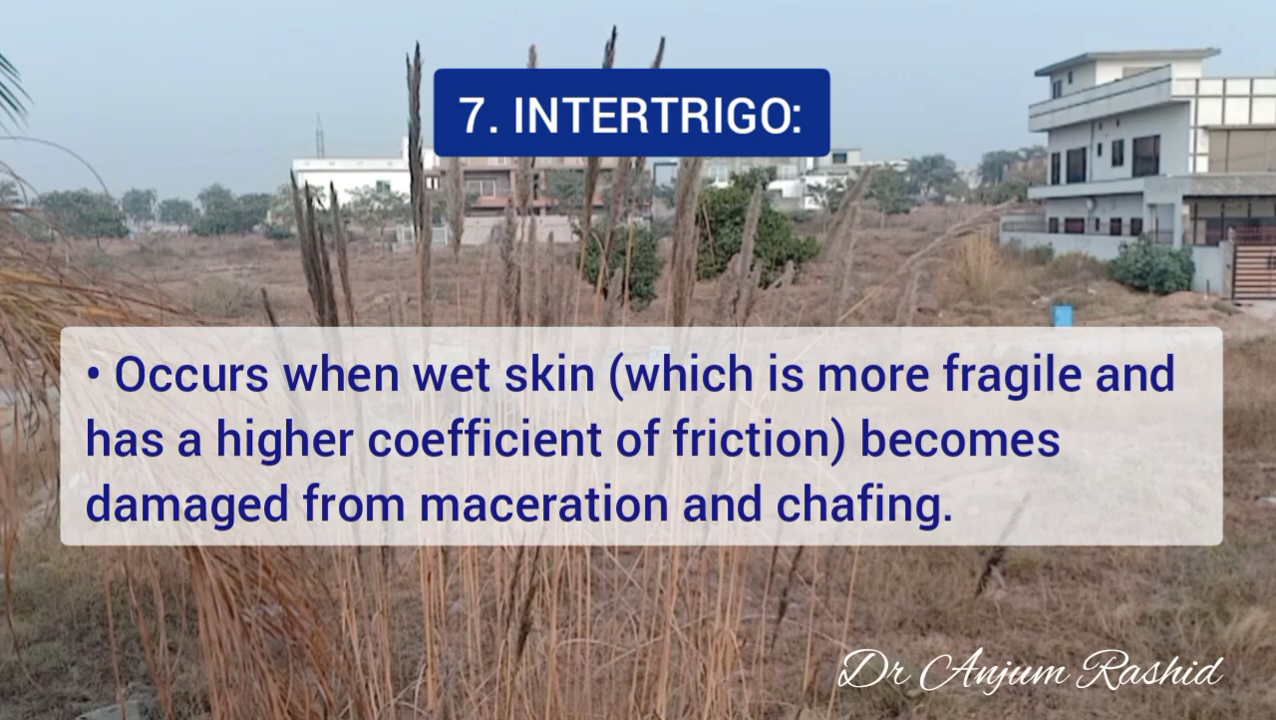 7. INTERTRIGO:
• Occurs when wet skin (which is more fragile and
has a higher coefficient of friction) becomes
damaged from maceration and chafing.
Dr Anjum Rashid